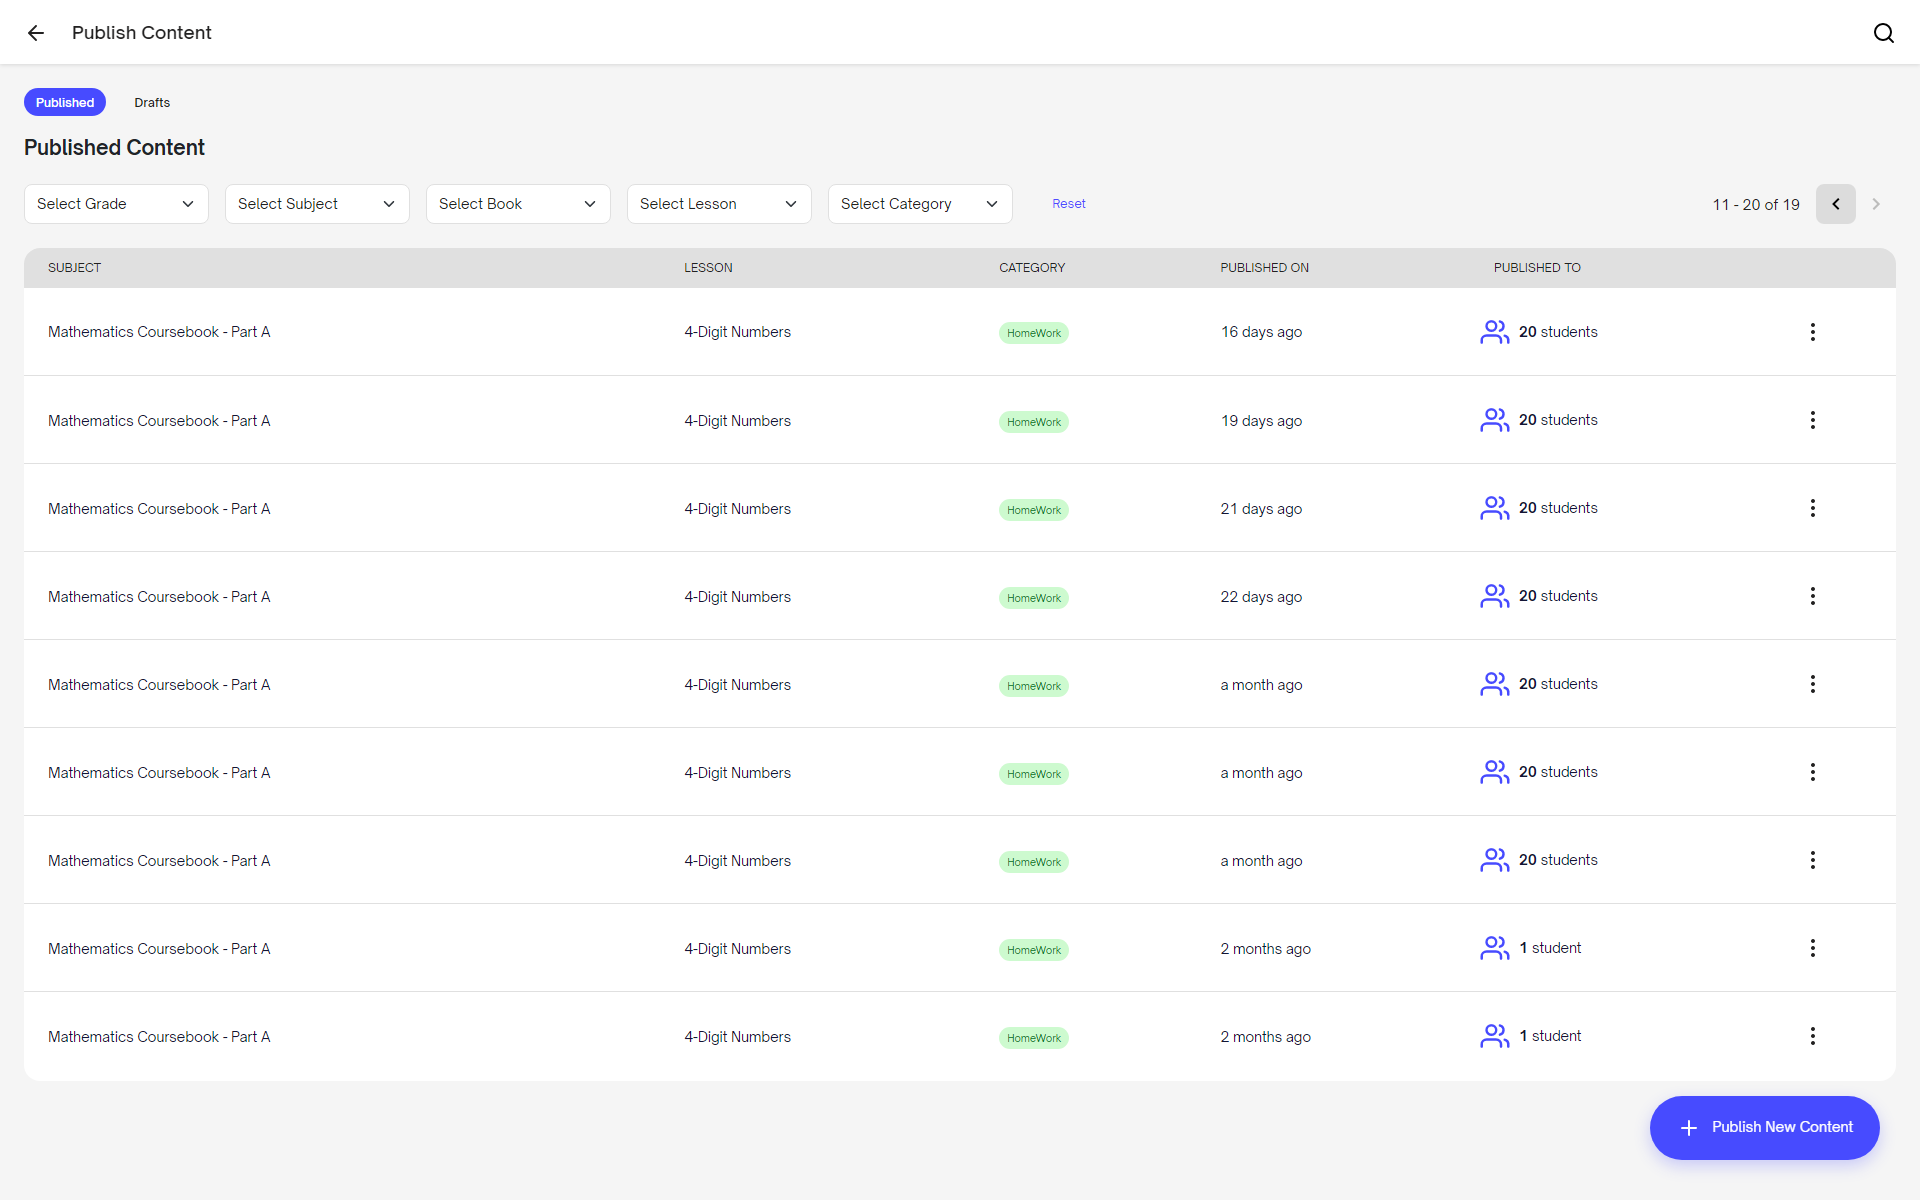 Publish Content
Published Drafts
Published Content
Select Grade Select Subject Select Book Select Lesson Select Category Reset 11 - 20 of 19
SUBJECT LESSON CATEGORY PUBLISHED ON PUBLISHED TO
Mathematics Coursebook - Part A 4-Digit Numbers HomeWork 16 days ago 20 students
Mathematics Coursebook - Part A 4-Digit Numbers HomeWork 19 days ago 20 students
Mathematics Coursebook - Part A 4-Digit Numbers HomeWork 21 days ago 20 students
Mathematics Coursebook - Part A 4-Digit Numbers HomeWork 22 days ago 20 students
Mathematics Coursebook - Part A 4-Digit Numbers HomeWork a month ago 20 students
Mathematics Coursebook - Part A 4-Digit Numbers HomeWork a month ago 20 students
Mathematics Coursebook - Part A 4-Digit Numbers HomeWork a month ago 20 students
Mathematics Coursebook - Part A 4-Digit Numbers HomeWork 2 months ago 1 student
Mathematics Coursebook - Part A 4-Digit Numbers HomeWork 2 months ago 1 student
Publish New Content